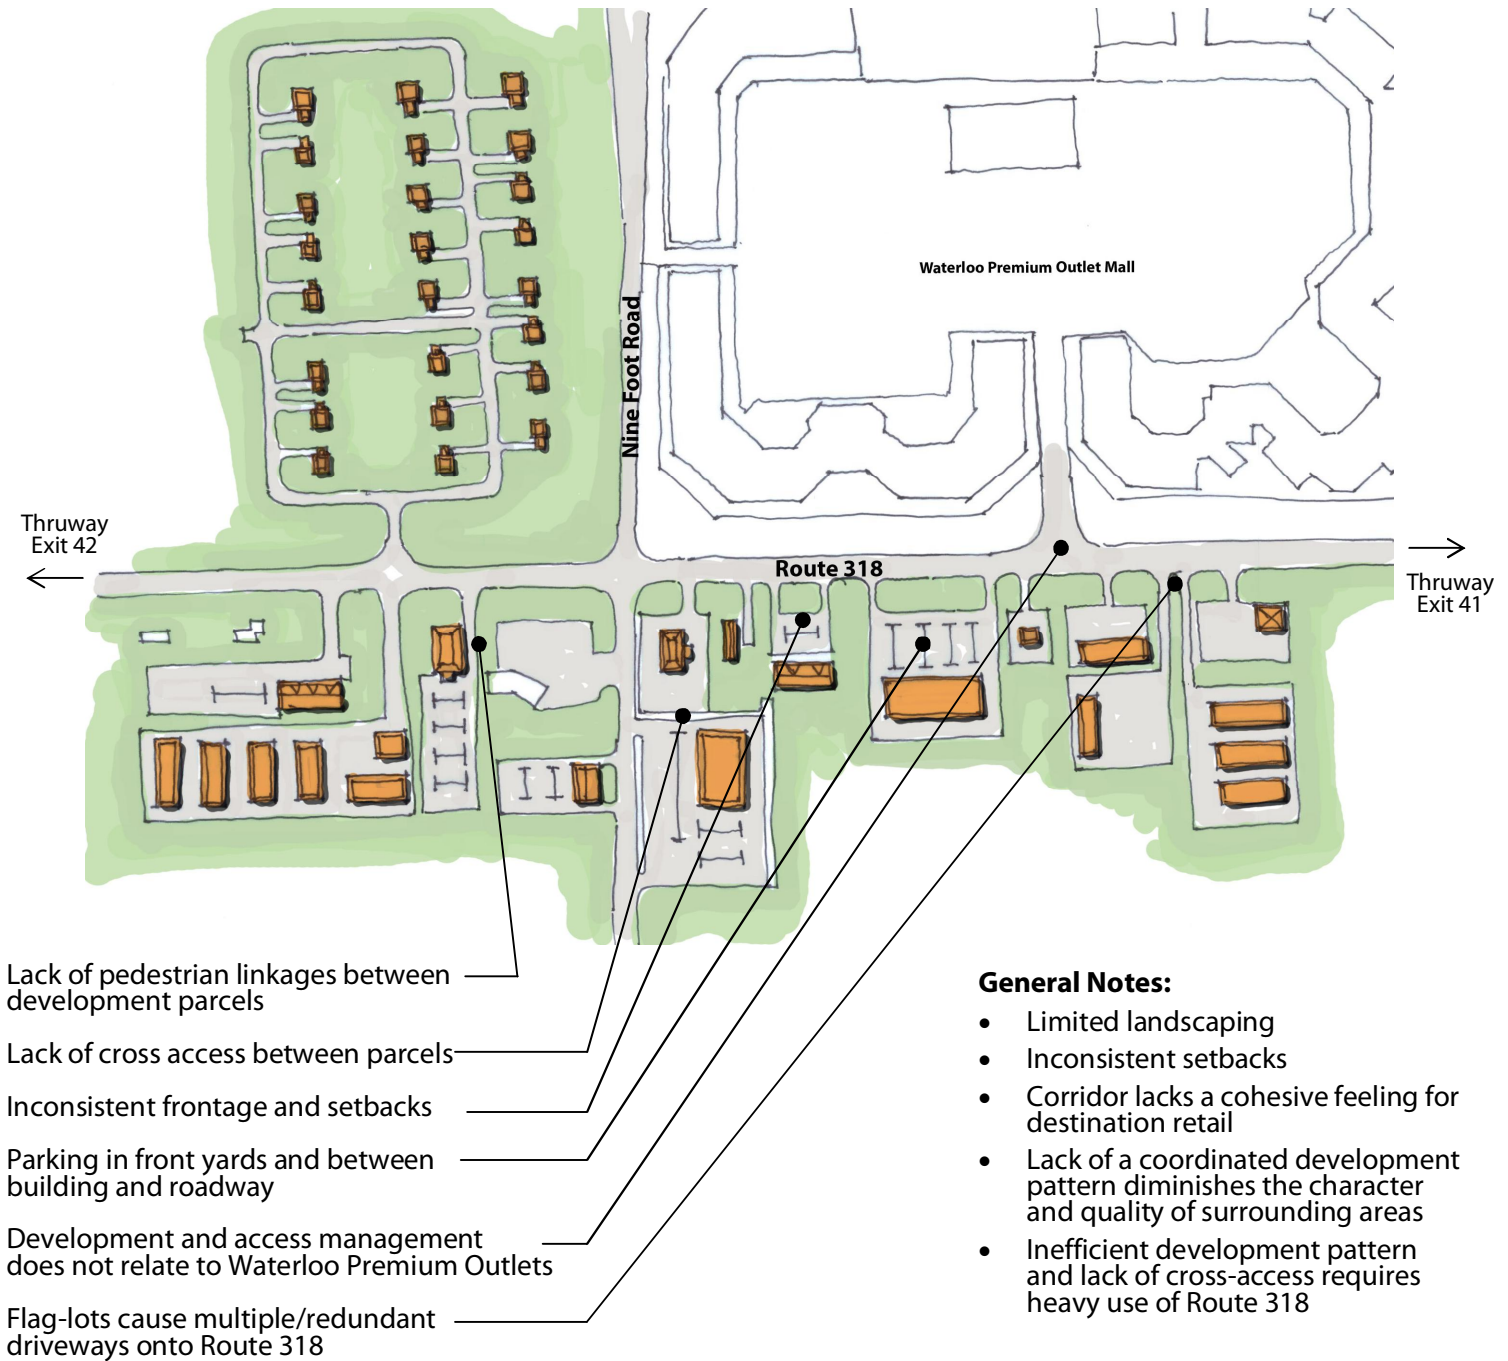 Waterloo Premium Outlet Mall
Nine Foot Road
Thruway
Exit 42
Route 318
Thruway
Exit 41
Lack of pedestrian linkages between
development parcels
Lack of cross access between parcels
Inconsistent frontage and setbacks
Parking in front yards and between
building and roadway
Development and access management
does not relate to Waterloo Premium Outlets
Flag-lots cause multiple/redundant
driveways onto Route 318
General Notes:
• Limited landscaping
• Inconsistent setbacks
• Corridor lacks a cohesive feeling for
destination retail
• Lack of a coordinated development
pattern diminishes the character
and quality of surrounding areas
• Inefficient development pattern
and lack of cross-access requires
heavy use of Route 318